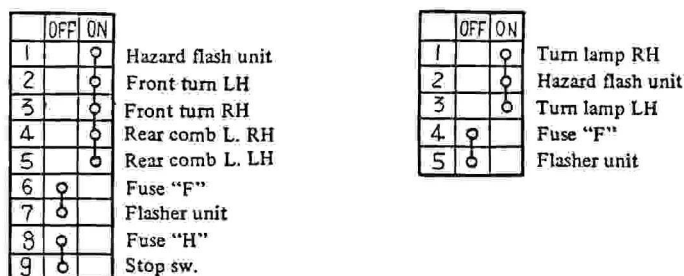 OFF ON
1 Hazard flash unit
2 Front turn LH
3 Front turn RH
4 Rear comb L. RH
5 Rear comb L. LH
6 Fuse “F”
7 Flasher unit
8 Fuse “H”
9 Stop sw.
OFF ON
1 Turn lamp RH
2 Hazard flash unit
3 Turn lamp LH
4 Fuse “F”
5 Flasher unit